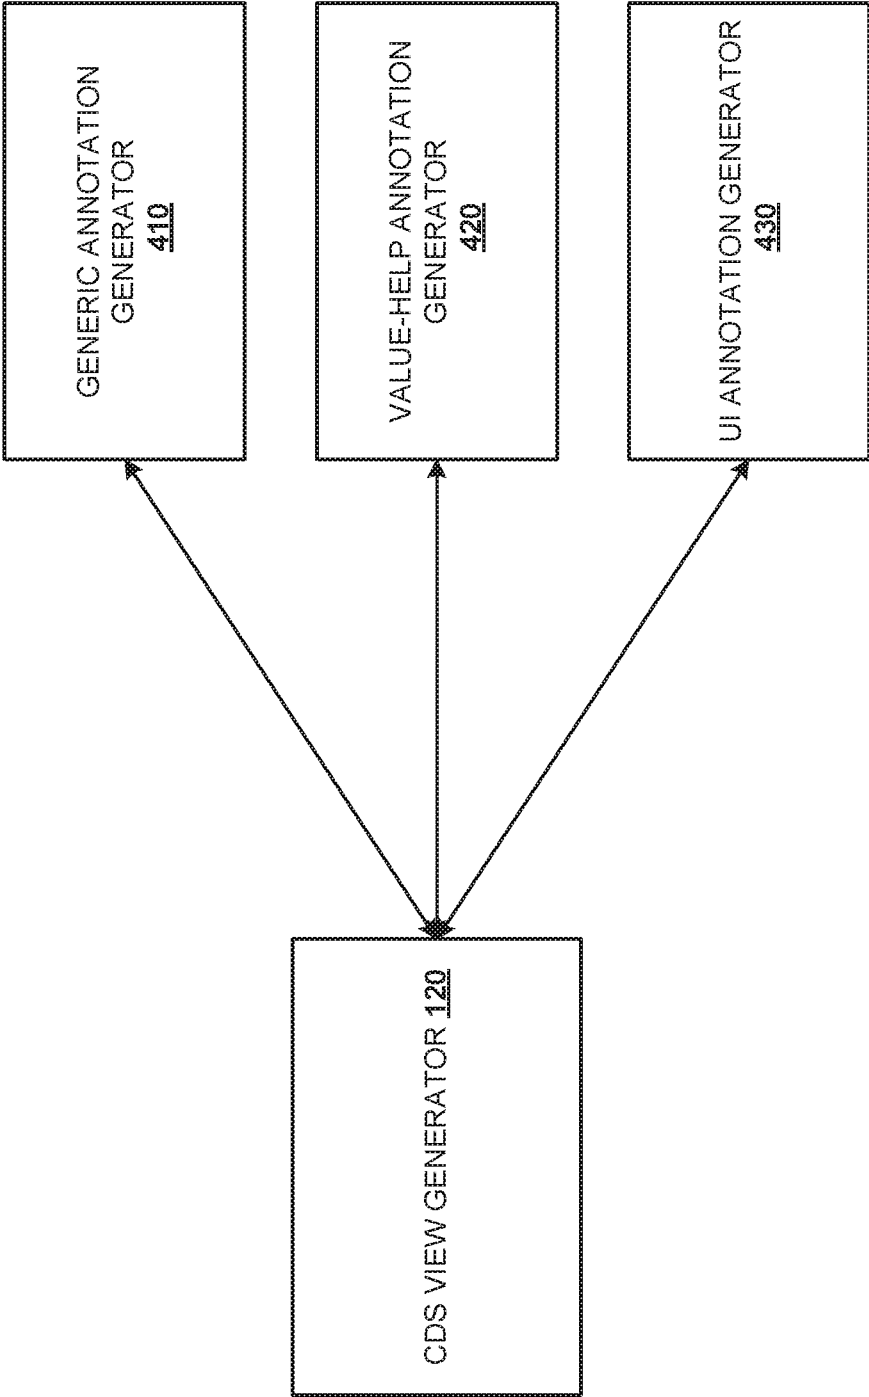 GENERIC ANNOTATION
GENERATOR
410
VALUE-HELP ANNOTATION
GENERATOR
420
UI ANNOTATION GENERATOR
430
CDS VIEW GENERATOR 120